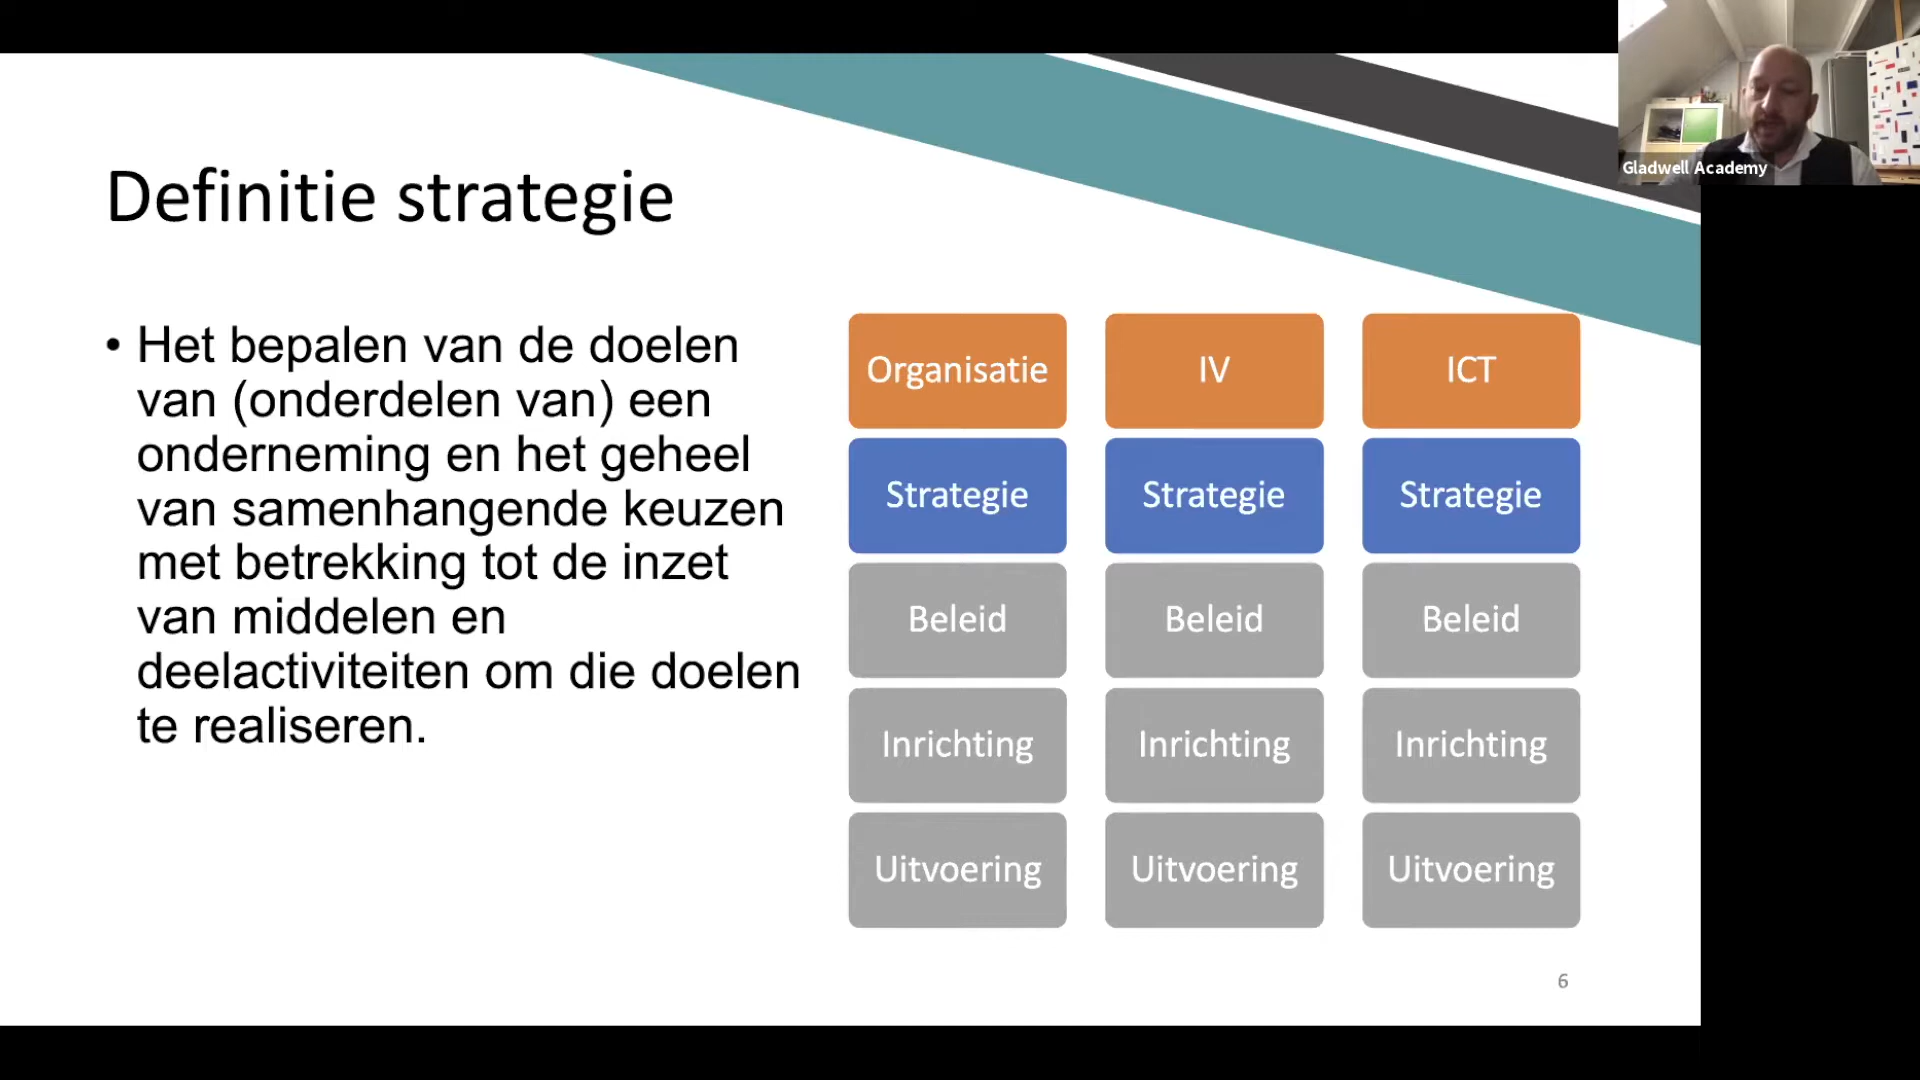 Gladwell Academy
Definitie strategie
• Het bepalen van de doelen
van (onderdelen van) een
onderneming en het geheel
van samenhangende keuzen
met betrekking tot de inzet
van middelen en
deelactiviteiten om die doelen
te realiseren.
Organisatie IV ICT
Strategie Strategie Strategie
Beleid Beleid Beleid
Inrichting Inrichting Inrichting
Uitvoering Uitvoering Uitvoering
6